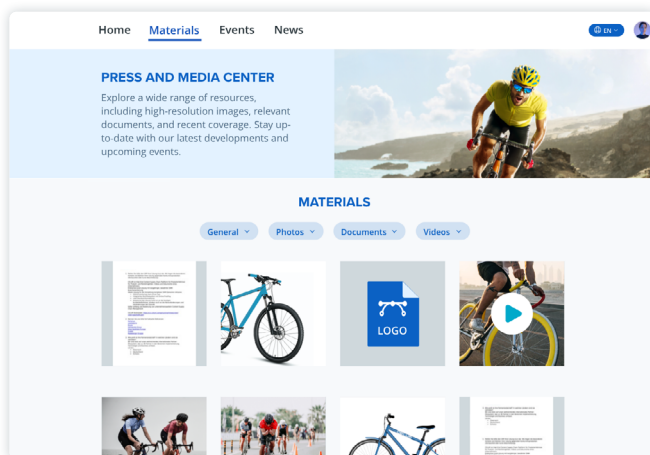 Home Materials Events News
EN
PRESS AND MEDIA CENTER
Explore a wide range of resources,
including high-resolution images, relevant
documents, and recent coverage. Stay up-
to-date with our latest developments and
upcoming events.
MATERIALS
General Photos Documents Videos
LOGO